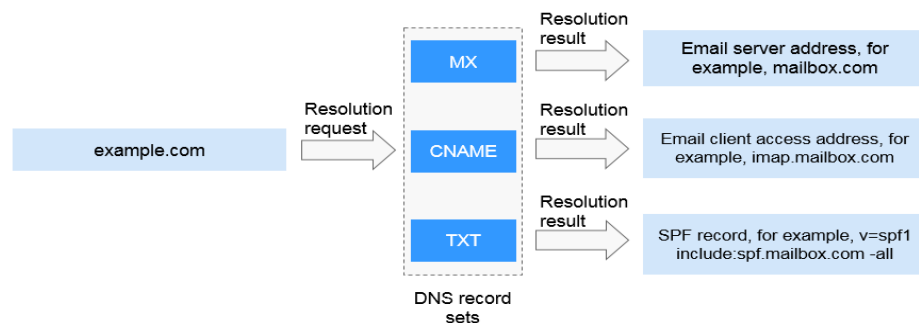 example.com
Resolution
request
MX
CNAME
TXT
DNS record
sets
Resolution
result
Email server address, for
example, mailbox.com
Resolution
result
Email client access address, for
example, imap.mailbox.com
Resolution
result
SPF record, for example, v=spf1
include:spf.mailbox.com -all